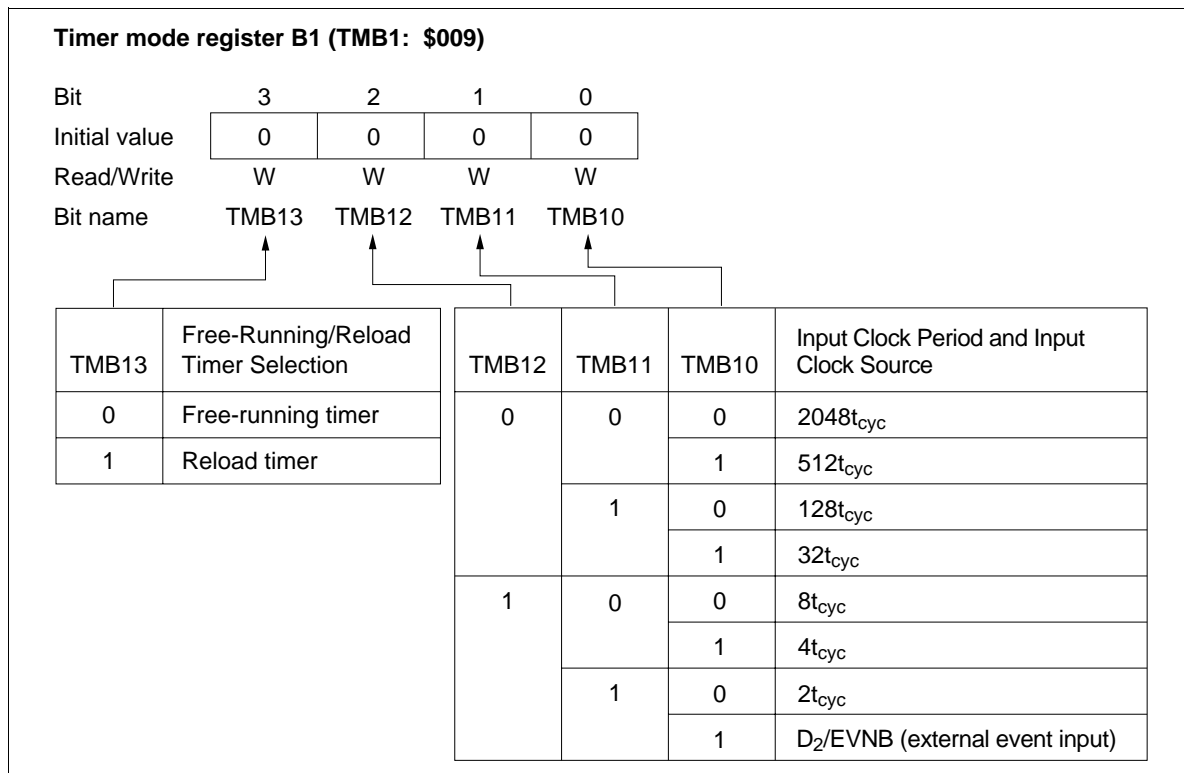 Timer mode register B1 (TMB1: $009)
Bit 3 2 1 0
Initial value 0 0 0 0
Read/Write W W W W
Bit name TMB13 TMB12 TMB11 TMB10
TMB13 Free-Running/Reload
Timer Selection
0 Free-running timer
1 Reload timer
TMB12 TMB11 TMB10 Input Clock Period and Input
Clock Source
0 0 0 2048tcyc
1 512tcyc
1 0 128tcyc
1 32tcyc
1 0 0 8tcyc
1 4tcyc
1 0 2tcyc
1 D2/EVNB (external event input)